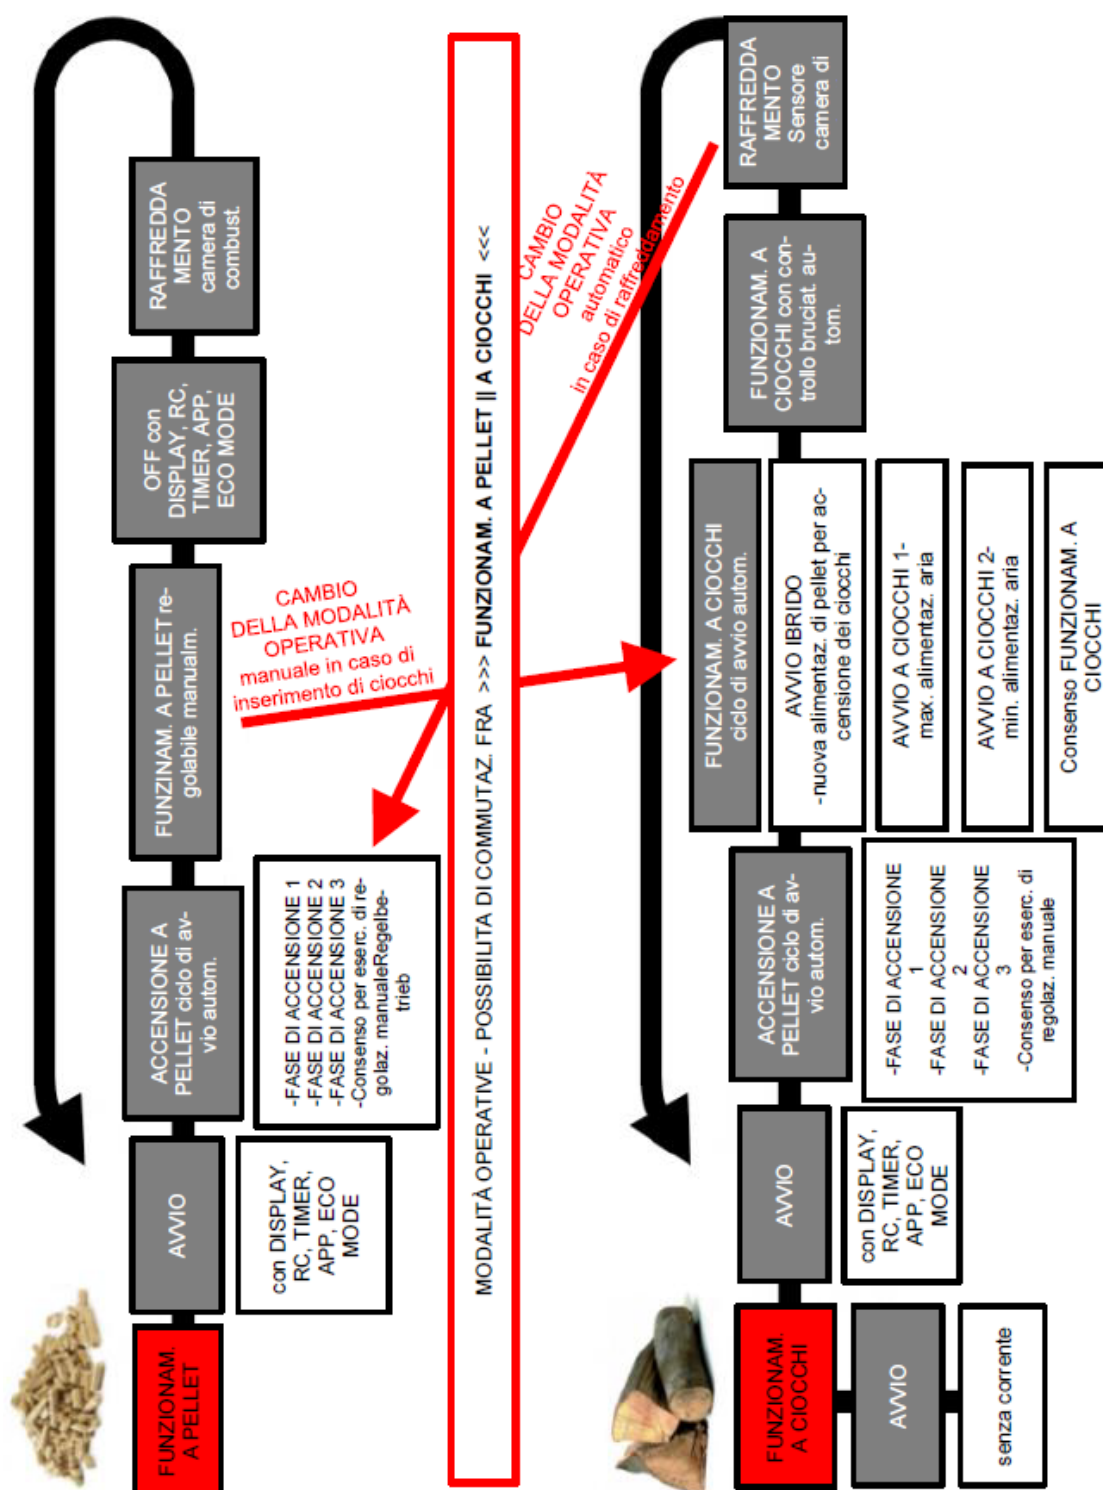 FUNZIONAM.
A PELLET
AVVIO
con DISPLAY,
RC, TIMER,
APP, ECO
MODE
ACCENSIONE A
PELLET ciclo di av-
vio autom.
-FASE DI ACCENSIONE 1
-FASE DI ACCENSIONE 2
-FASE DI ACCENSIONE 3
-Consenso per eserc. di re-
golaz. manualeRegelbe-
trieb
FUNZINAM. A PELLET re-
golabile manualm.
OFF con
DISPLAY, RC,
TIMER, APP,
ECO MODE
RAFFREDDA
MENTO
camera di
combust.
CAMBIO
DELLA MODALITÀ
OPERATIVA
manuale in caso di
inserimento di ciocchi
MODALITÀ OPERATIVE - POSSIBILITA DI COMMUTAZ. FRA >>> FUNZIONAM. A PELLET || A CIOCCHI <<<
CAMBIO
DELLA MODALITÀ
OPERATIVA
automatico
in caso di raffreddamento
FUNZIONAM.
A CIOCCHI
AVVIO
senza corrente
AVVIO
con DISPLAY,
RC, TIMER,
APP, ECO
MODE
ACCENSIONE A
PELLET ciclo di av-
vio autom.
-FASE DI ACCENSIONE
1
-FASE DI ACCENSIONE
2
-FASE DI ACCENSIONE
3
-Consenso per eserc. di
regolaz. manuale
FUNZIONAM. A CIOCCHI
ciclo di avvio autom.
AVVIO IBRIDO
-nuova alimentaz. di pellet per ac-
censione dei ciocchi
AVVIO A CIOCCHI 1-
max. alimentaz. aria
AVVIO A CIOCCHI 2-
min. alimentaz. aria
Consenso FUNZIONAM. A
CIOCCHI
FUNZIONAM. A
CIOCCHI con con-
trollo bruciat. au-
tom.
RAFFREDDA
MENTO
Sensore
camera di